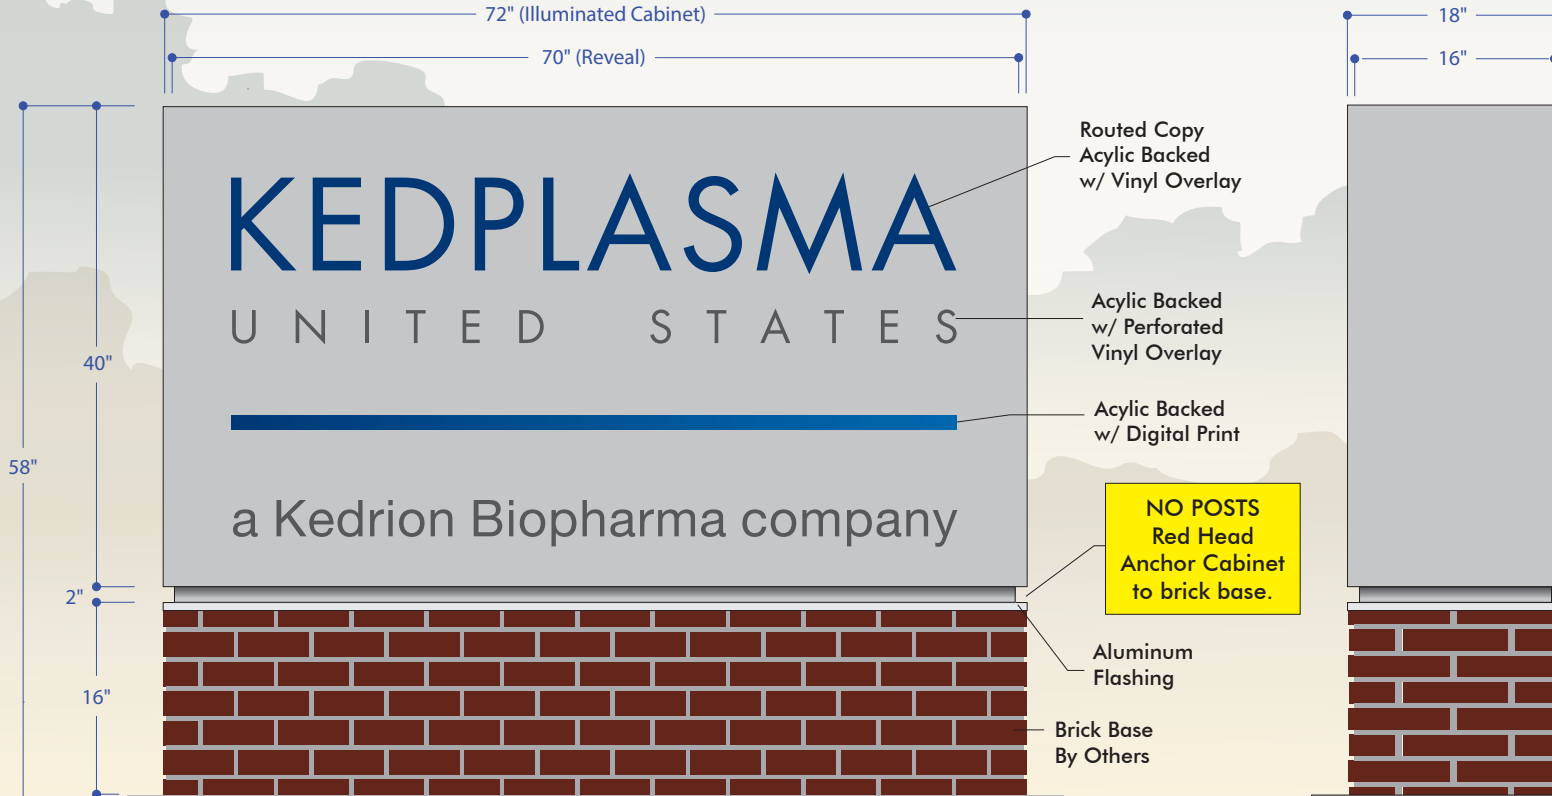 72" (Illuminated Cabinet)
18"
70" (Reveal)
16"
Routed Copy
Acylic Backed
w/ Vinyl Overlay
KEDPLASMA
UNITED STATES
Acylic Backed
w/ Perforated
Vinyl Overlay
40"
Acylic Backed
w/ Digital Print
58"
a Kedrion Biopharma company
NO POSTS
Red Head
Anchor Cabinet
to brick base.
2"
Aluminum
Flashing
16"
Brick Base
By Others